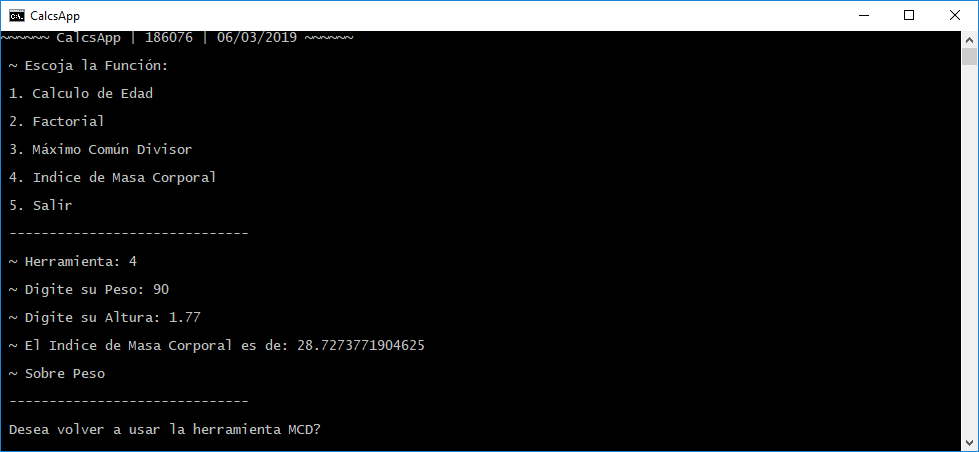 CalcsApp
~~~~~~ CalcsApp | 186076 | 06/03/2019 ~~~~~~
~ Escoja la Función:
1. Calculo de Edad
2. Factorial
3. Máximo Común Divisor
4. Indice de Masa Corporal
5. Salir
------------------------------
~ Herramienta: 4
~ Digite su Peso: 90
~ Digite su Altura: 1.77
~ El Indice de Masa Corporal es de: 28.7273771904625
~ Sobre Peso
------------------------------
Desea volver a usar la herramienta MCD?